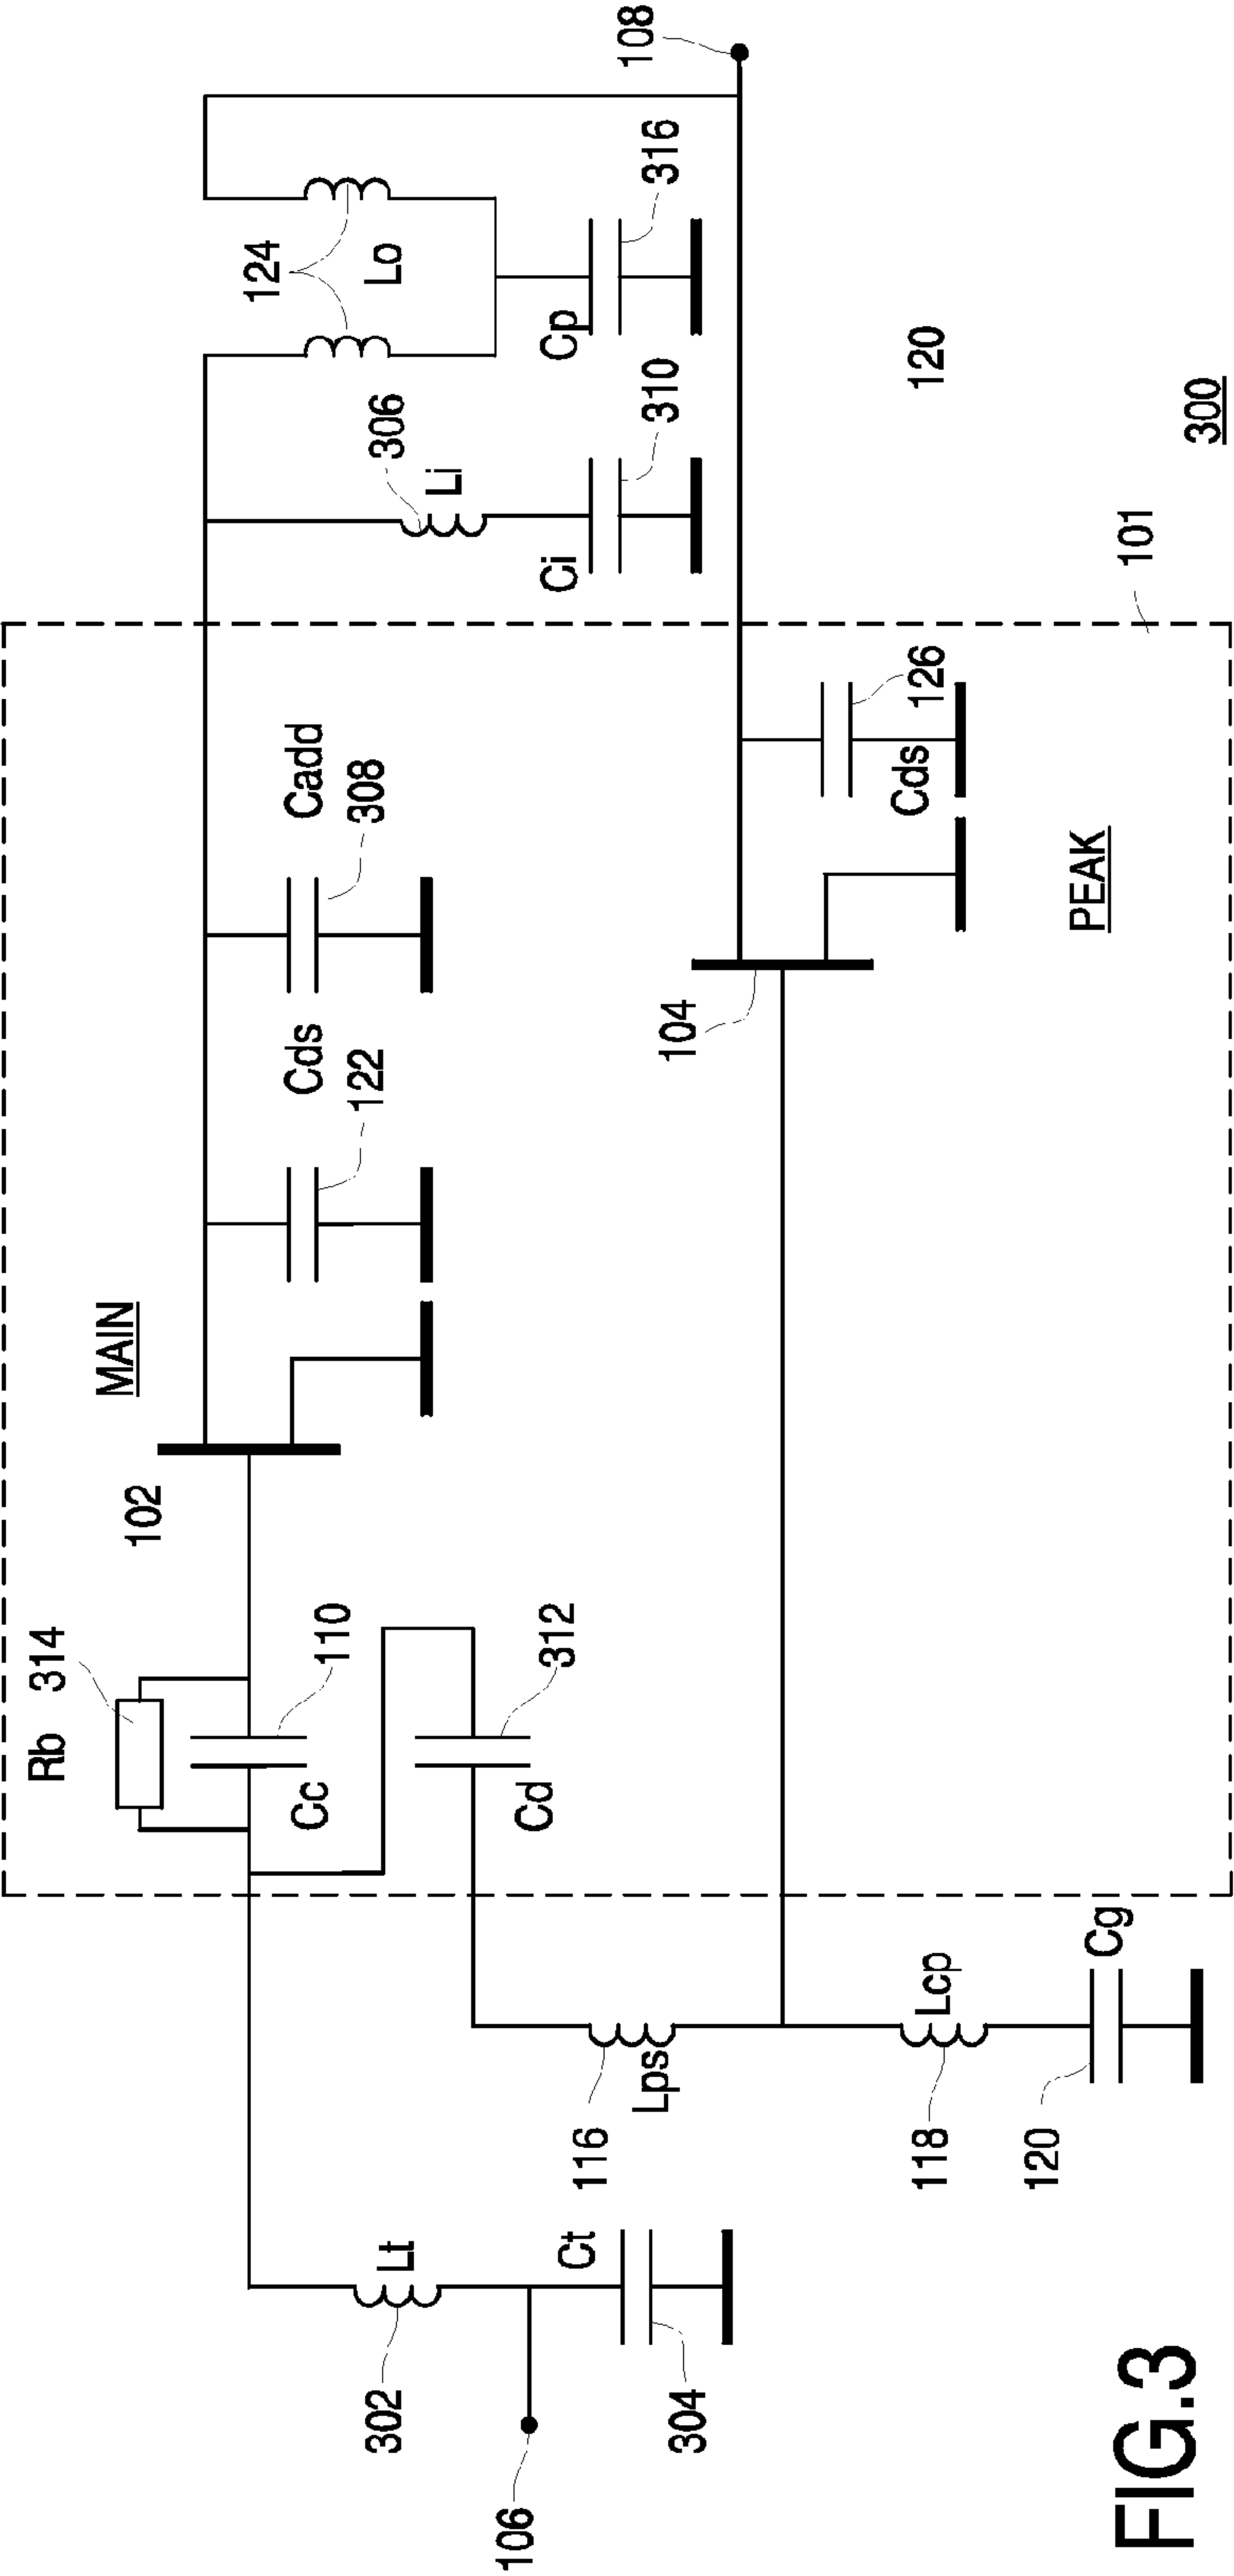 MAIN
Rb 314
102
110
Cc
312
Cd
Cds
122
Cadd
308
306
Li
Ci
310
124
Lo
Cp
316
108
104
Cds
126
PEAK
101
120
300
302
Lt
Ct
304
106
116
Lps
118
Lcp
120
Cg
FIG.3